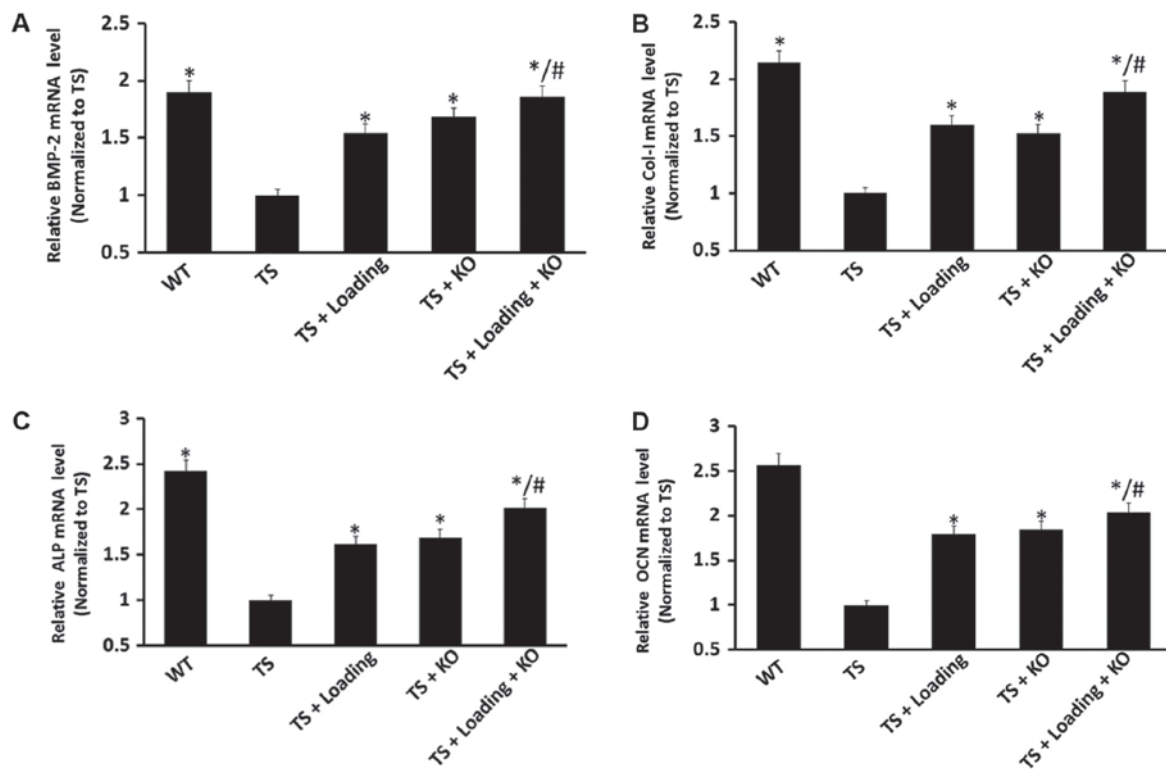 A
Relative BMP-2 mRNA level
(Normalized to TS)
2.5
2
1.5
1
0.5
*
*
*
*/#
WT
TS
TS + Loading
TS + KO
TS + Loading + KO
B
Relative Col-I mRNA level
(Normalized to TS)
2.5
2
1.5
1
0.5
*
*
*
*/#
WT
TS
TS + Loading
TS + KO
TS + Loading + KO
C
Relative ALP mRNA level
(Normalized to TS)
3
2.5
2
1.5
1
0.5
*
*
*
*/#
WT
TS
TS + Loading
TS + KO
TS + Loading + KO
D
Relative OCN mRNA level
(Normalized to TS)
3
2.5
2
1.5
1
0.5
*
*
*/#
WT
TS
TS + Loading
TS + KO
TS + Loading + KO